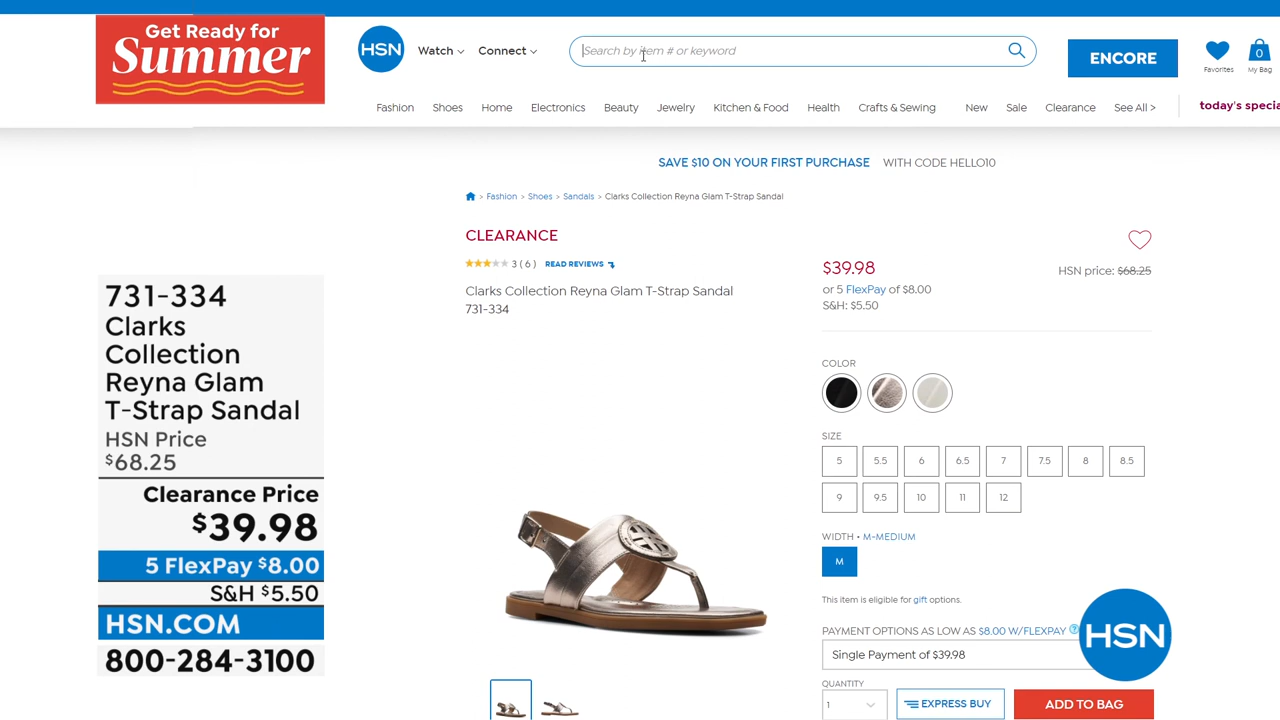 Get Ready for
Summer
HSN
Watch
Connect
Search by item # or keyword
ENCORE
Favorites
0
My Bag
Fashion
Shoes
Home
Electronics
Beauty
Jewelry
Kitchen & Food
Health
Crafts & Sewing
New
Sale
Clearance
See All >
today's specia
SAVE $10 ON YOUR FIRST PURCHASE WITH CODE HELLO10
> Fashion > Shoes > Sandals > Clarks Collection Reyna Glam T-Strap Sandal
CLEARANCE
3 ( 6 ) READ REVIEWS
Clarks Collection Reyna Glam T-Strap Sandal
731-334
$39.98
HSN price: $68.25
or 5 FlexPay of $8.00
S&H: $5.50
COLOR
SIZE
5 5.5 6 6.5 7 7.5 8 8.5
9 9.5 10 11 12
WIDTH • M-MEDIUM
M
This item is eligible for gift options.
PAYMENT OPTIONS AS LOW AS $8.00 W/FLEXPAY ?
Single Payment of $39.98
QUANTITY
1
EXPRESS BUY
ADD TO BAG
HSN
731-334
Clarks
Collection
Reyna Glam
T-Strap Sandal
HSN Price
$68.25
Clearance Price
$39.98
5 FlexPay $8.00
S&H $5.50
HSN.COM
800-284-3100